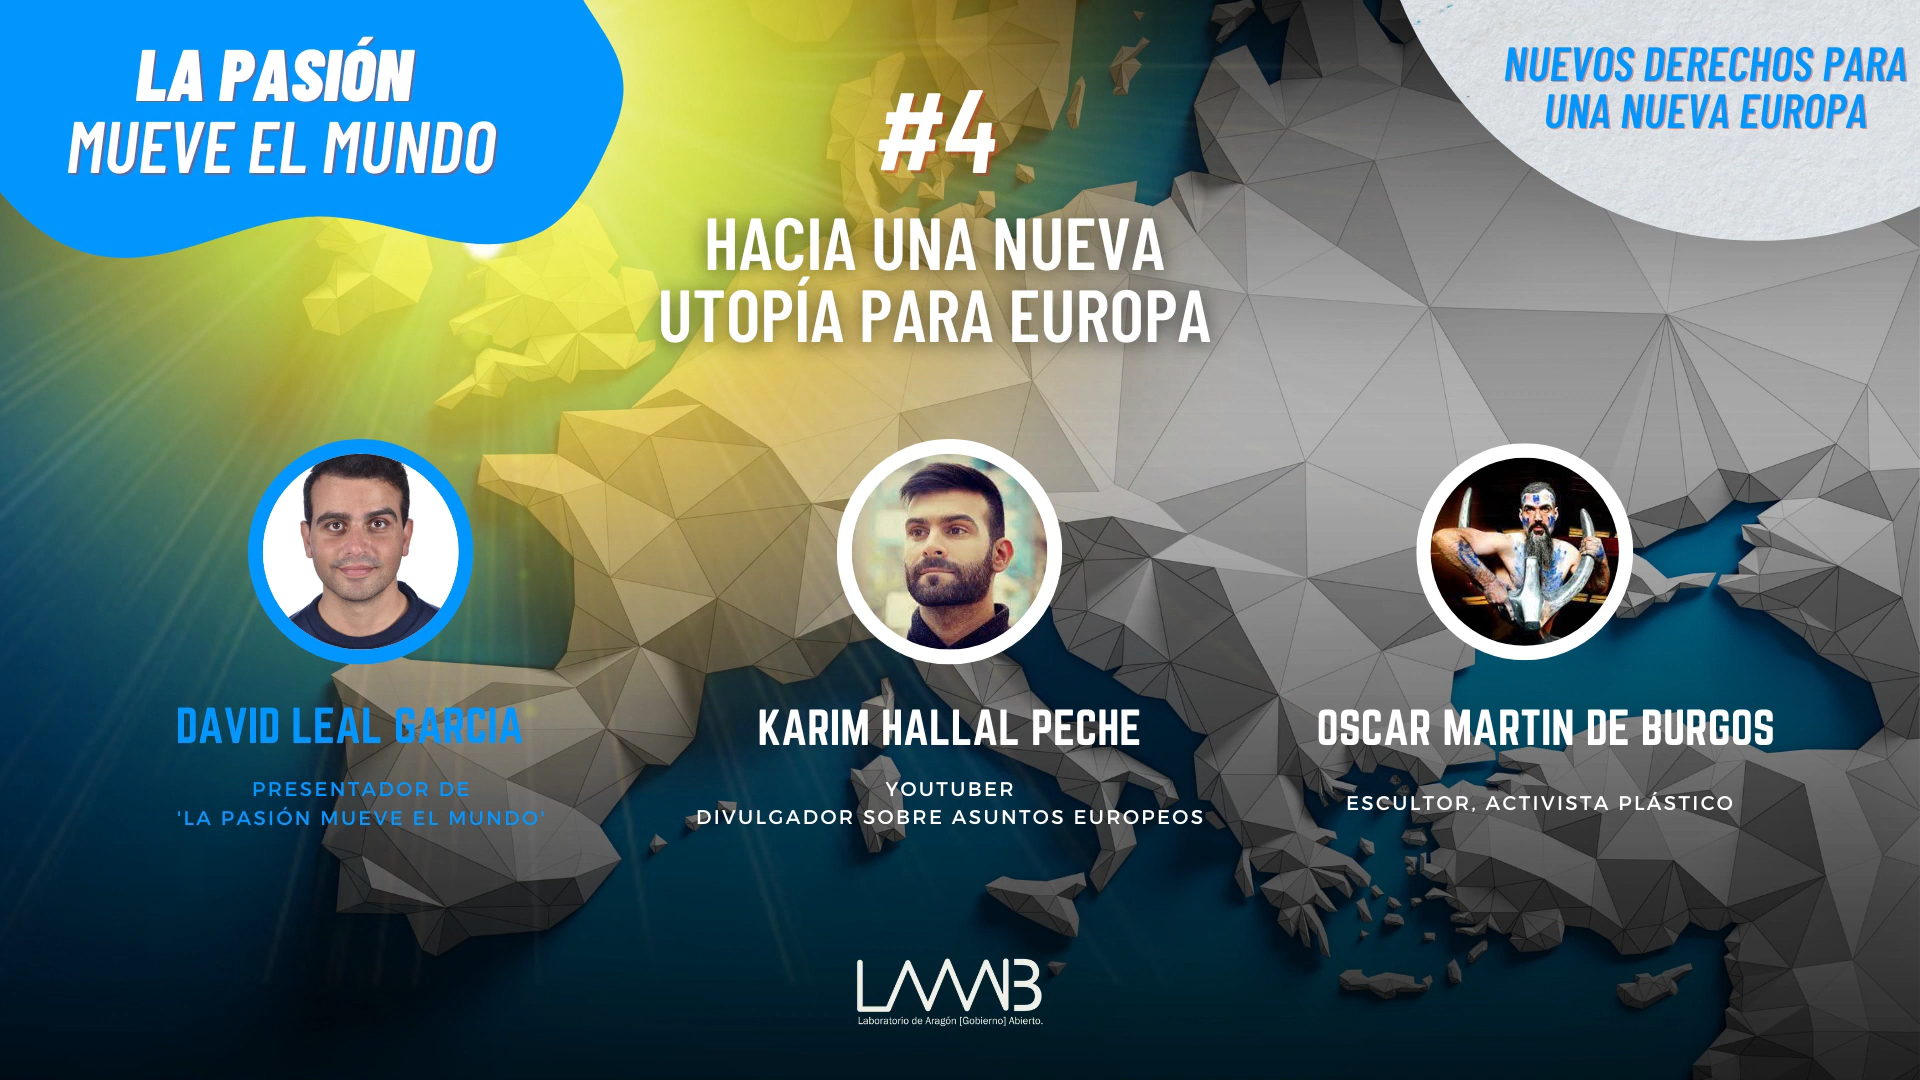 LA PASIÓN
MUEVE EL MUNDO
NUEVOS DERECHOS PARA
UNA NUEVA EUROPA
#4
HACIA UNA NUEVA
UTOPÍA PARA EUROPA
DAVID LEAL GARCIA
PRESENTADOR DE
'LA PASIÓN MUEVE EL MUNDO'
KARIM HALLAL PECHE
YOUTUBER
DIVULGADOR SOBRE ASUNTOS EUROPEOS
OSCAR MARTIN DE BURGOS
ESCULTOR, ACTIVISTA PLÁSTICO
LAAAB
Laboratorio de Aragón [Gobierno] Abierto.